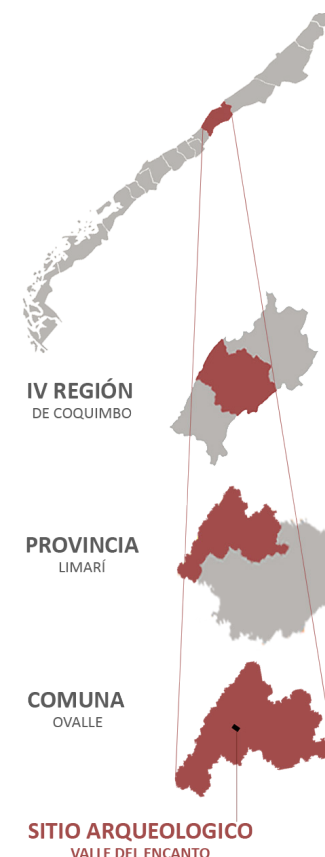 IV REGIÓN
DE COQUIMBO
PROVINCIA
LIMARÍ
COMUNA
OVALLE
SITIO ARQUEOLOGICO
VALLE DEL ENCANTO